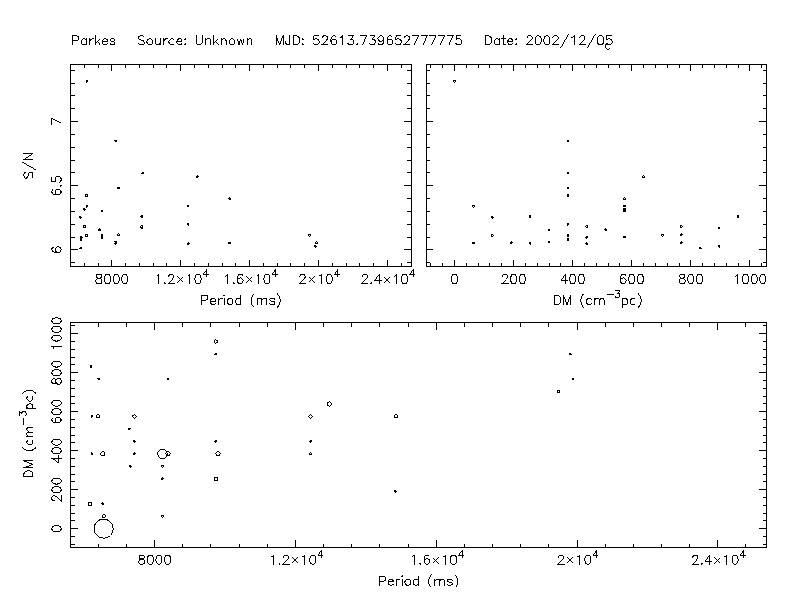 Parkes Source: Unknown MJD: 52613.739652777775 Date: 2002/12/05
S/N
7
6.5
6
8000 1.2×10⁴ 1.6×10⁴ 2×10⁴ 2.4×10⁴
Period (ms)
0 200 400 600 800 1000
DM (cm⁻³pc)
DM (cm⁻³pc)
1000
800
600
400
200
0
8000 1.2×10⁴ 1.6×10⁴ 2×10⁴ 2.4×10⁴
Period (ms)